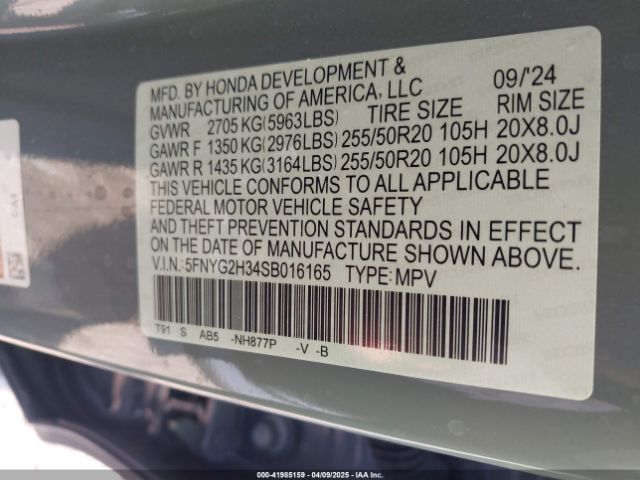 MFD. BY HONDA DEVELOPMENT & 09/'24
MANUFACTURING OF AMERICA, LLC
GVWR 2705 KG(5963LBS) TIRE SIZE RIM SIZE
GAWR F 1350 KG(2976LBS) 255/50R20 105H 20X8.0J
GAWR R 1435 KG(3164LBS) 255/50R20 105H 20X8.0J
THIS VEHICLE CONFORMS TO ALL APPLICABLE
FEDERAL MOTOR VEHICLE SAFETY
AND THEFT PREVENTION STANDARDS IN EFFECT
ON THE DATE OF MANUFACTURE SHOWN ABOVE.
V.I.N.:5FNYG2H34SB016165 TYPE:MPV
T91 S AB5 -NH877P -V -B
000-41985159 - 04/09/2025 - IAA Inc.